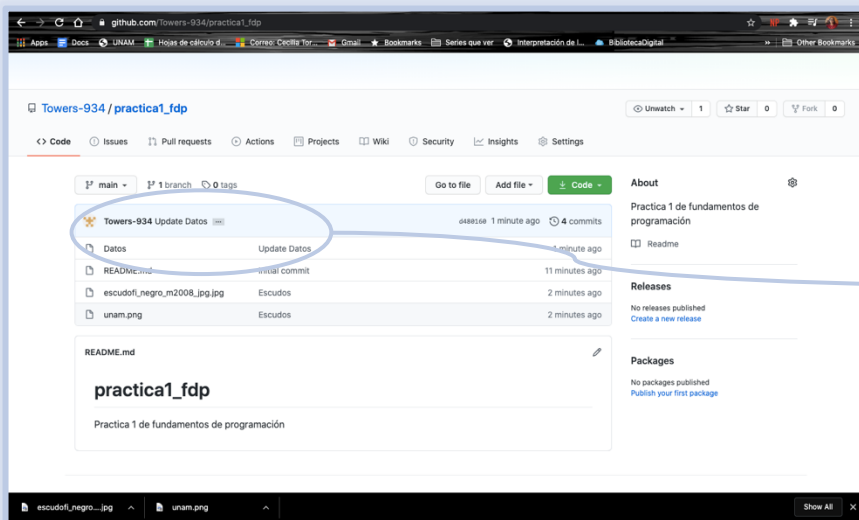 github.com/Towers-934/practica1_fdp
Apps Docs UNAM Hojas de cálculo d... Correo: Cecilia Tor... Gmail Bookmarks Series que ver Interpretación de l... BibliotecaDigital » Other Bookmarks
Towers-934 / practica1_fdp
Unwatch 1 Star 0 Fork 0
<> Code Issues Pull requests Actions Projects Wiki Security Insights Settings
main 1 branch 0 tags Go to file Add file Code
Towers-934 Update Datos ... d480160 1 minute ago 4 commits
Datos Update Datos 1 minute ago
README.md Initial commit 11 minutes ago
escudofi_negro_m2008_jpg.jpg Escudos 2 minutes ago
unam.png Escudos 2 minutes ago
README.md
practica1_fdp
Practica 1 de fundamentos de programación
About
Practica 1 de fundamentos de
programación
Readme
Releases
No releases published
Create a new release
Packages
No packages published
Publish your first package
escudofi_negro....jpg unam.png Show All